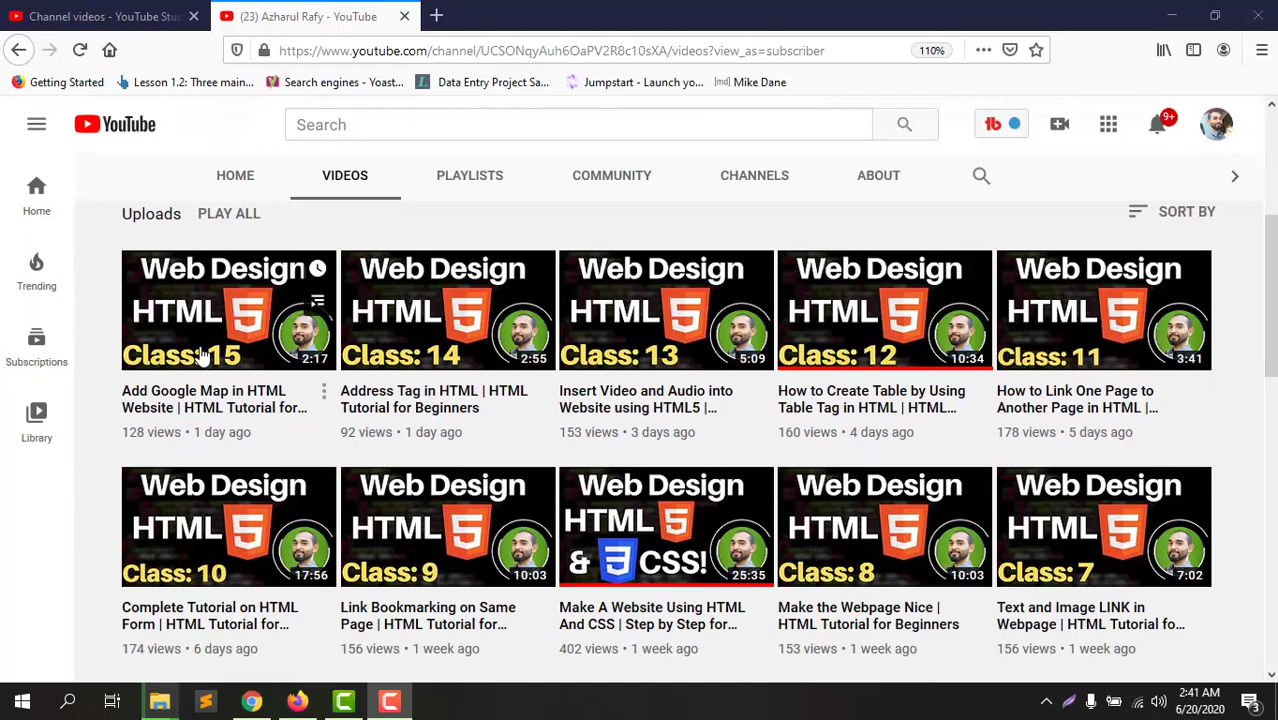 Channel videos - YouTube Stu
(23) Azharul Rafy - YouTube
https://www.youtube.com/channel/UCSONqyAuh6OaPV2R8c10sXA/videos?view_as=subscriber
110%
Getting Started
Lesson 1.2: Three main...
Search engines - Yoast...
Data Entry Project Sa...
Jumpstart - Launch yo...
Mike Dane
YouTube
Search
9+
HOME
VIDEOS
PLAYLISTS
COMMUNITY
CHANNELS
ABOUT
Home
Trending
Subscriptions
Library
Uploads
PLAY ALL
SORT BY
Web Design
HTML 5
Class: 15
2:17
Web Design
HTML 5
Class: 14
2:55
Web Design
HTML 5
Class: 13
5:09
Web Design
HTML 5
Class: 12
10:34
Web Design
HTML 5
Class: 11
3:41
Add Google Map in HTML
Website | HTML Tutorial for...
128 views • 1 day ago
Address Tag in HTML | HTML
Tutorial for Beginners
92 views • 1 day ago
Insert Video and Audio into
Website using HTML5 |...
153 views • 3 days ago
How to Create Table by Using
Table Tag in HTML | HTML...
160 views • 4 days ago
How to Link One Page to
Another Page in HTML |...
178 views • 5 days ago
Web Design
HTML 5
Class: 10
17:56
Web Design
HTML 5
Class: 9
10:03
Web Design
HTML 5
& 3 CSS!
25:35
Web Design
HTML 5
Class: 8
10:03
Web Design
HTML 5
Class: 7
7:02
Complete Tutorial on HTML
Form | HTML Tutorial for...
174 views • 6 days ago
Link Bookmarking on Same
Page | HTML Tutorial for...
156 views • 1 week ago
Make A Website Using HTML
And CSS | Step by Step for...
402 views • 1 week ago
Make the Webpage Nice |
HTML Tutorial for Beginners
153 views • 1 week ago
Text and Image LINK in
Webpage | HTML Tutorial fo...
156 views • 1 week ago
2:41 AM
6/20/2020
3